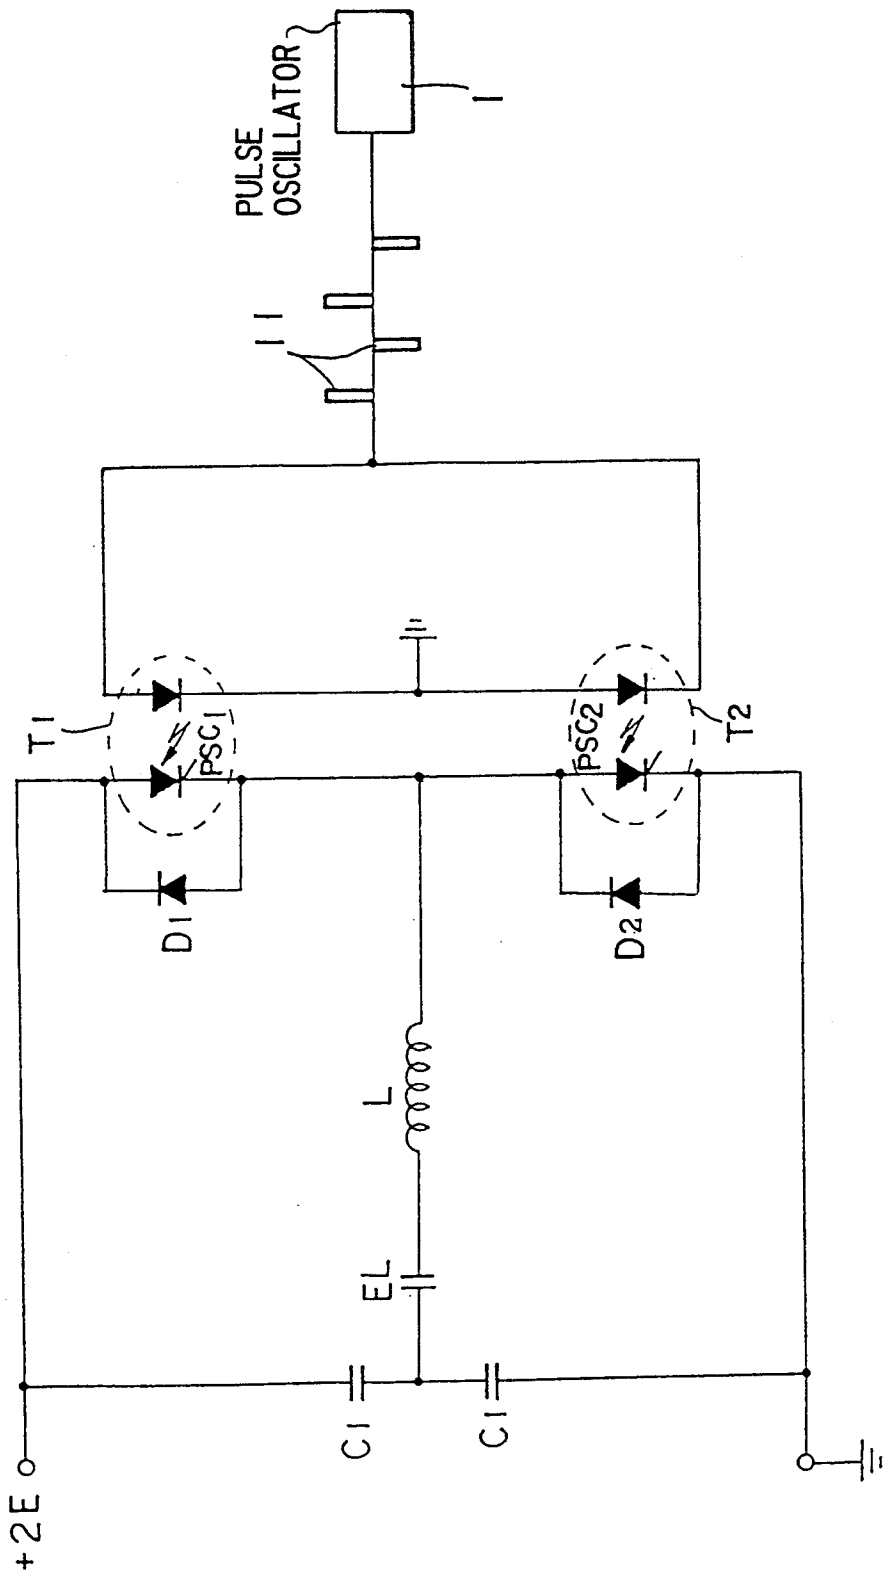 +2E
C1
C1
EL
L
D1
D2
T1
PSC1
PSC2
T2
11
PULSE
OSCILLATOR
1